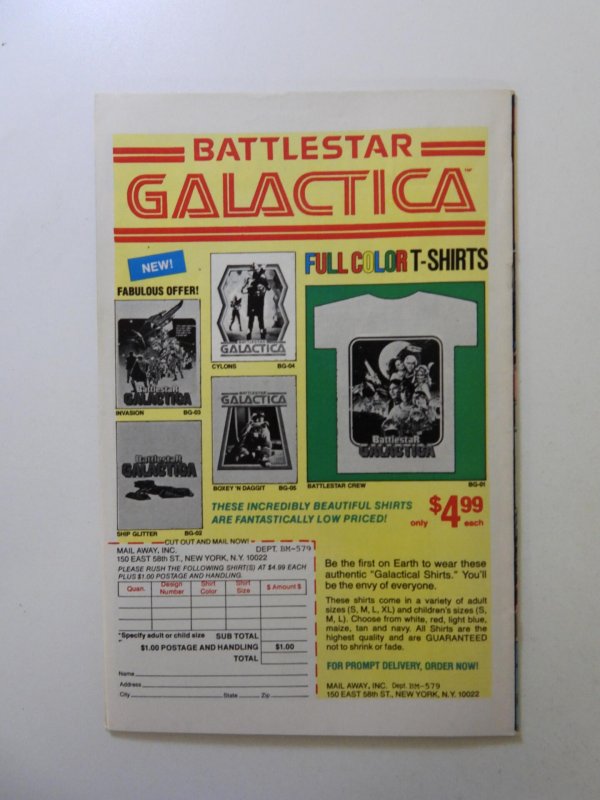 BATTLESTAR
GALACTICA™
NEW!
FABULOUS OFFER!
FULL COLOR T-SHIRTS
BATTLESTAR
GALACTICA
CYLONS BG-04
BattlestaR
GALACTICA
INVASION BG-03
BATTLESTAR
GALACTICA
BOXEY 'N DAGGIT BG-05
BattlestaR
GALACTICA
SHIP GLITTER BG-02
BattlestaR
GALACTICA
BATTLESTAR CREW BG-01
THESE INCREDIBLY BEAUTIFUL SHIRTS
ARE FANTASTICALLY LOW PRICED!
only $4.99 each
CUT OUT AND MAIL NOW!
MAIL AWAY, INC. DEPT. BM-579
150 EAST 58th ST., NEW YORK, N.Y. 10022
PLEASE RUSH THE FOLLOWING SHIRT(S) AT $4.99 EACH
PLUS $1.00 POSTAGE AND HANDLING.
Quan. Design Number Shirt Color Shirt Size $ Amount $
*Specify adult or child size SUB TOTAL
$1.00 POSTAGE AND HANDLING $1.00
TOTAL
Name
Address
City State Zip
Be the first on Earth to wear these
authentic "Galactical Shirts." You'll
be the envy of everyone.
These shirts come in a variety of adult
sizes (S, M, L, XL) and children's sizes (S,
M, L). Choose from white, red, light blue,
maize, tan and navy. All Shirts are the
highest quality and are GUARANTEED
not to shrink or fade.
FOR PROMPT DELIVERY, ORDER NOW!
MAIL AWAY, INC. Dept. BM-579
150 EAST 58th ST., NEW YORK, N.Y. 10022